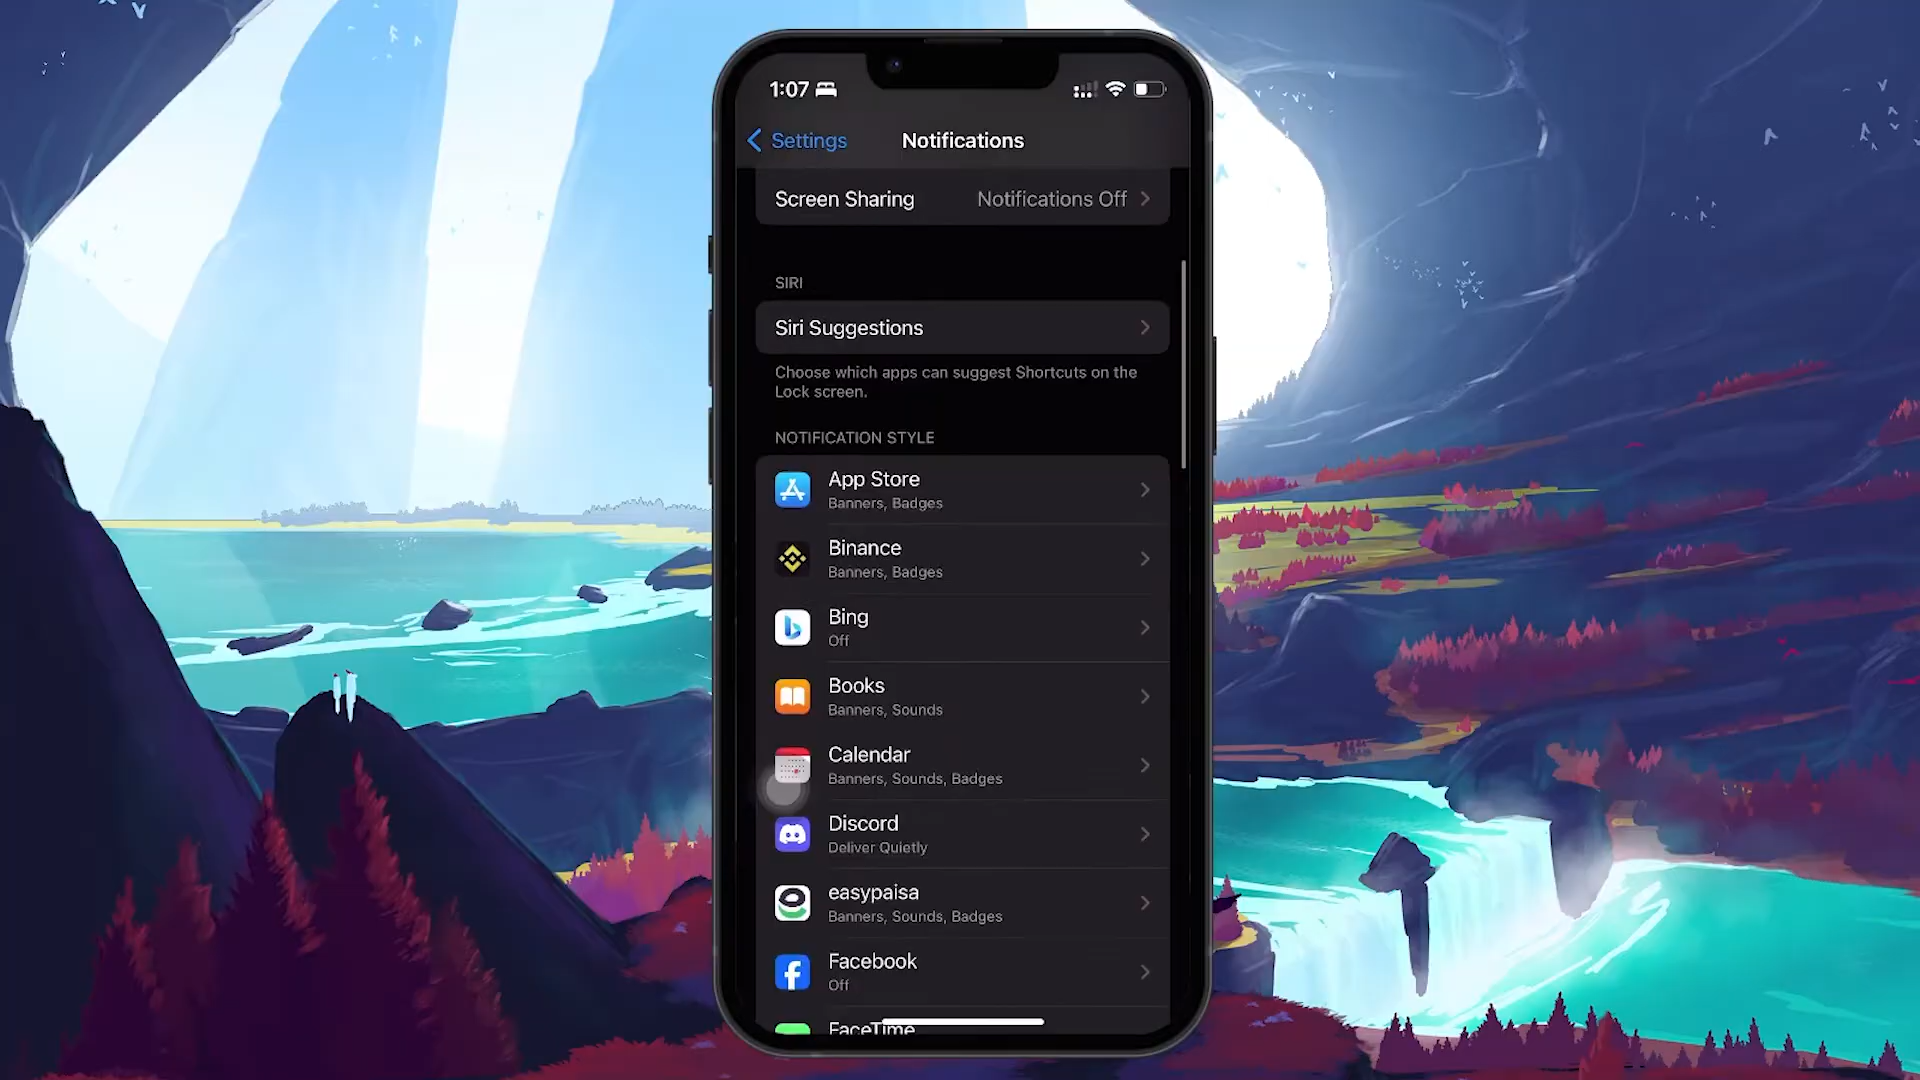 1:07
Settings
Notifications
Screen Sharing
Notifications Off
SIRI
Siri Suggestions
Choose which apps can suggest Shortcuts on the
Lock screen.
NOTIFICATION STYLE
App Store
Banners, Badges
Binance
Banners, Badges
Bing
Off
Books
Banners, Sounds
Calendar
Banners, Sounds, Badges
Discord
Deliver Quietly
easypaisa
Banners, Sounds, Badges
Facebook
Off
FaceTime